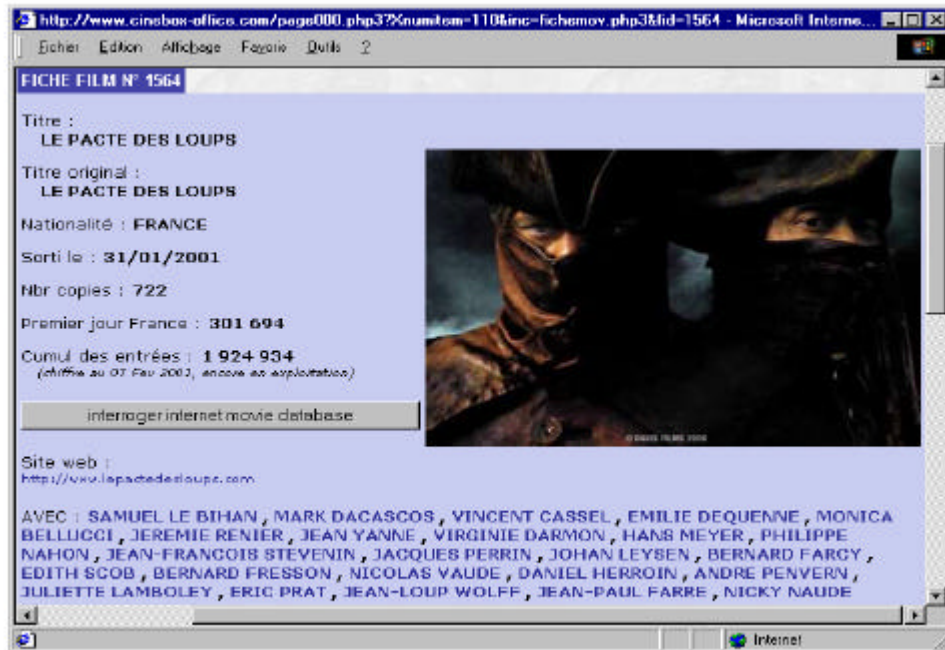 http://www.cinebox-office.com/page000.php3?Xnumitem=110&inc=fichemov.php3&fid=1564 - Microsoft Interne...
Fichier Edition Affichage Favoris Outils ?
FICHE FILM N° 1564
Titre :
LE PACTE DES LOUPS
Titre original :
LE PACTE DES LOUPS
Nationalité : FRANCE
Sorti le : 31/01/2001
Nbr copies : 722
Premier jour France : 301 694
Cumul des entrées : 1 924 934
(chiffre au 07 Fev 2001, encore en exploitation)
interroger internet movie database
Site web :
http://www.lepactedesloups.com
AVEC : SAMUEL LE BIHAN , MARK DACASCOS , VINCENT CASSEL , EMILIE DEQUENNE , MONICA
BELLUCCI , JEREMIE RENIER , JEAN YANNE , VIRGINIE DARMON , HANS MEYER , PHILIPPE
NAHON , JEAN-FRANCOIS STEVENIN , JACQUES PERRIN , JOHAN LEYSEN , BERNARD FARCY ,
EDITH SCOB , BERNARD FRESSON , NICOLAS VAUDE , DANIEL HERROIN , ANDRE PENVERN ,
JULIETTE LAMBOLEY , ERIC PRAT , JEAN-LOUP WOLFF , JEAN-PAUL FARRE , NICKY NAUDE
Internet